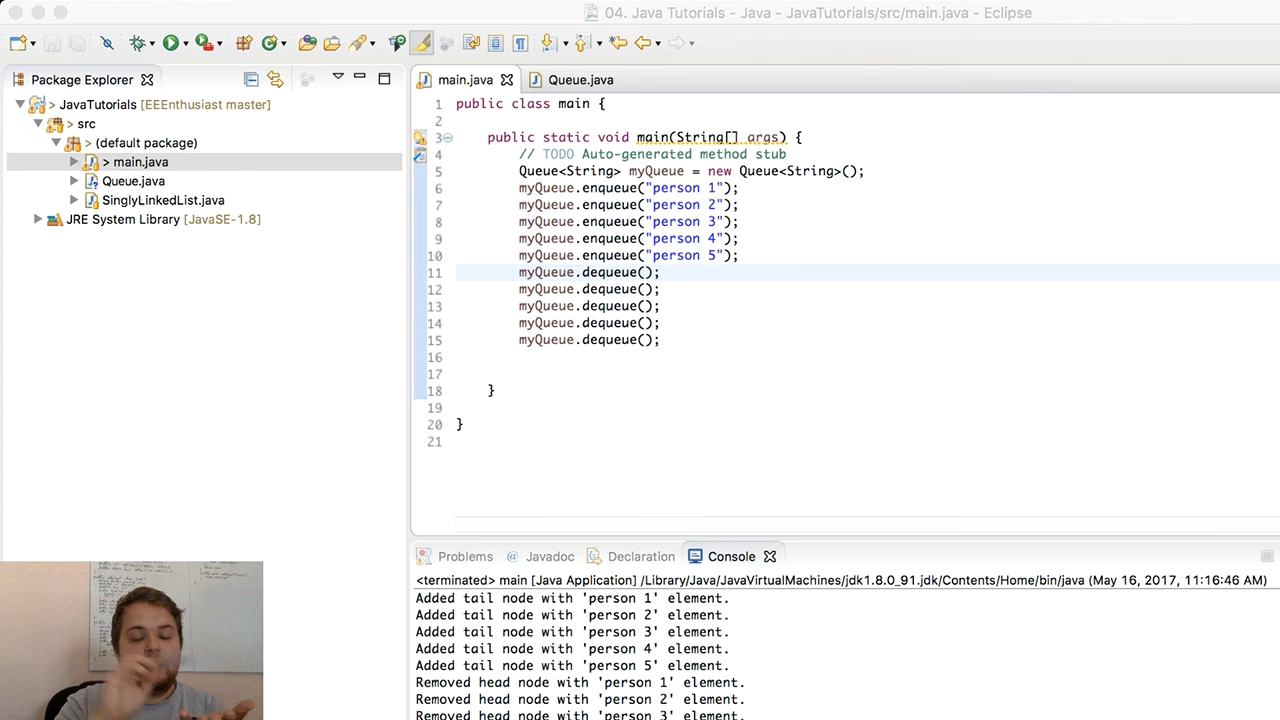 04. Java Tutorials - Java - JavaTutorials/src/main.java - Eclipse
Package Explorer
> JavaTutorials [EEEnthusiast master]
> src
> (default package)
> main.java
Queue.java
SinglyLinkedList.java
JRE System Library [JavaSE-1.8]
main.java
Queue.java
1 public class main {
2
3 public static void main(String[] args) {
4 // TODO Auto-generated method stub
5 Queue<String> myQueue = new Queue<String>();
6 myQueue.enqueue("person 1");
7 myQueue.enqueue("person 2");
8 myQueue.enqueue("person 3");
9 myQueue.enqueue("person 4");
10 myQueue.enqueue("person 5");
11 myQueue.dequeue();
12 myQueue.dequeue();
13 myQueue.dequeue();
14 myQueue.dequeue();
15 myQueue.dequeue();
16
17
18 }
19
20 }
21
Problems @ Javadoc Declaration Console
<terminated> main [Java Application] /Library/Java/JavaVirtualMachines/jdk1.8.0_91.jdk/Contents/Home/bin/java (May 16, 2017, 11:16:46 AM)
Added tail node with 'person 1' element.
Added tail node with 'person 2' element.
Added tail node with 'person 3' element.
Added tail node with 'person 4' element.
Added tail node with 'person 5' element.
Removed head node with 'person 1' element.
Removed head node with 'person 2' element.
Removed head node with 'person 3' element.